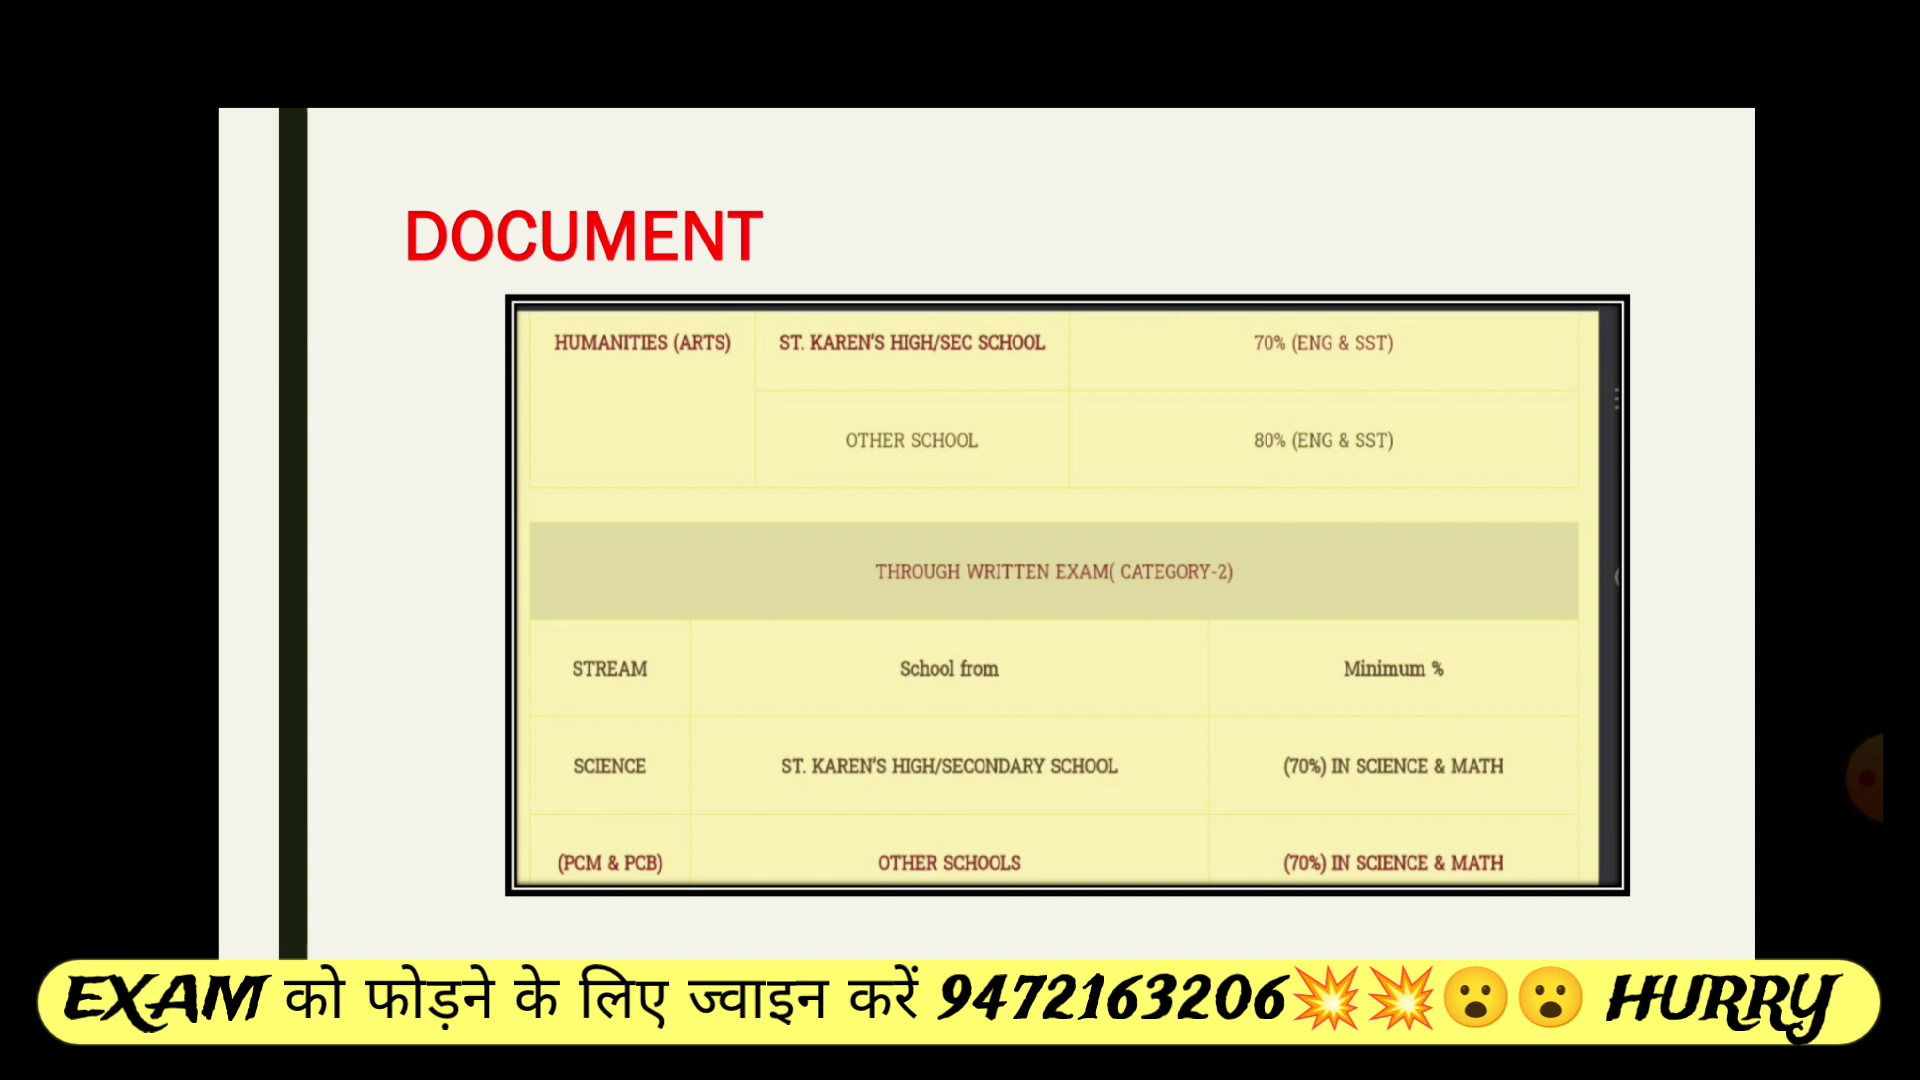 DOCUMENT
HUMANITIES (ARTS) ST. KAREN'S HIGH/SEC SCHOOL 70% (ENG & SST)
OTHER SCHOOL 80% (ENG & SST)
THROUGH WRITTEN EXAM( CATEGORY-2)
STREAM School from Minimum %
SCIENCE ST. KAREN'S HIGH/SECONDARY SCHOOL (70%) IN SCIENCE & MATH
(PCM & PCB) OTHER SCHOOLS (70%) IN SCIENCE & MATH
EXAM को फोड़ने के लिए ज्वाइन करें 9472163206💥💥😮😮 HURRY